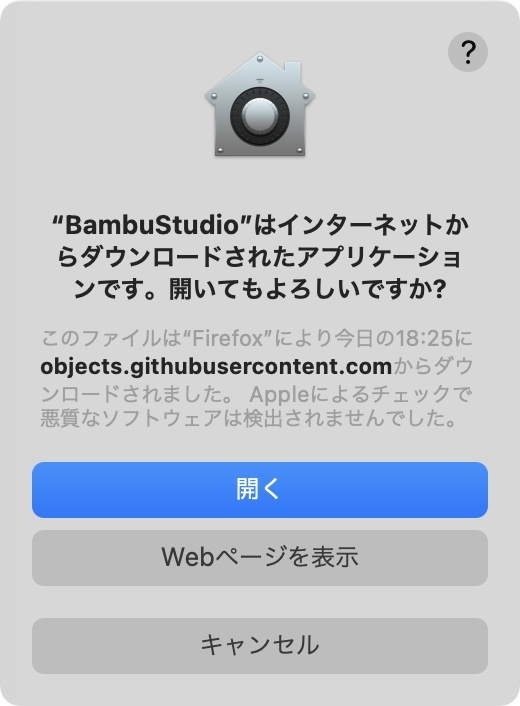 ?
“BambuStudio”はインターネットか
らダウンロードされたアプリケーショ
ンです。開いてもよろしいですか?
このファイルは“Firefox”により今日の18:25に
objects.githubusercontent.comからダウ
ンロードされました。 Appleによるチェックで
悪質なソフトウェアは検出されませんでした。
開く
Webページを表示
キャンセル